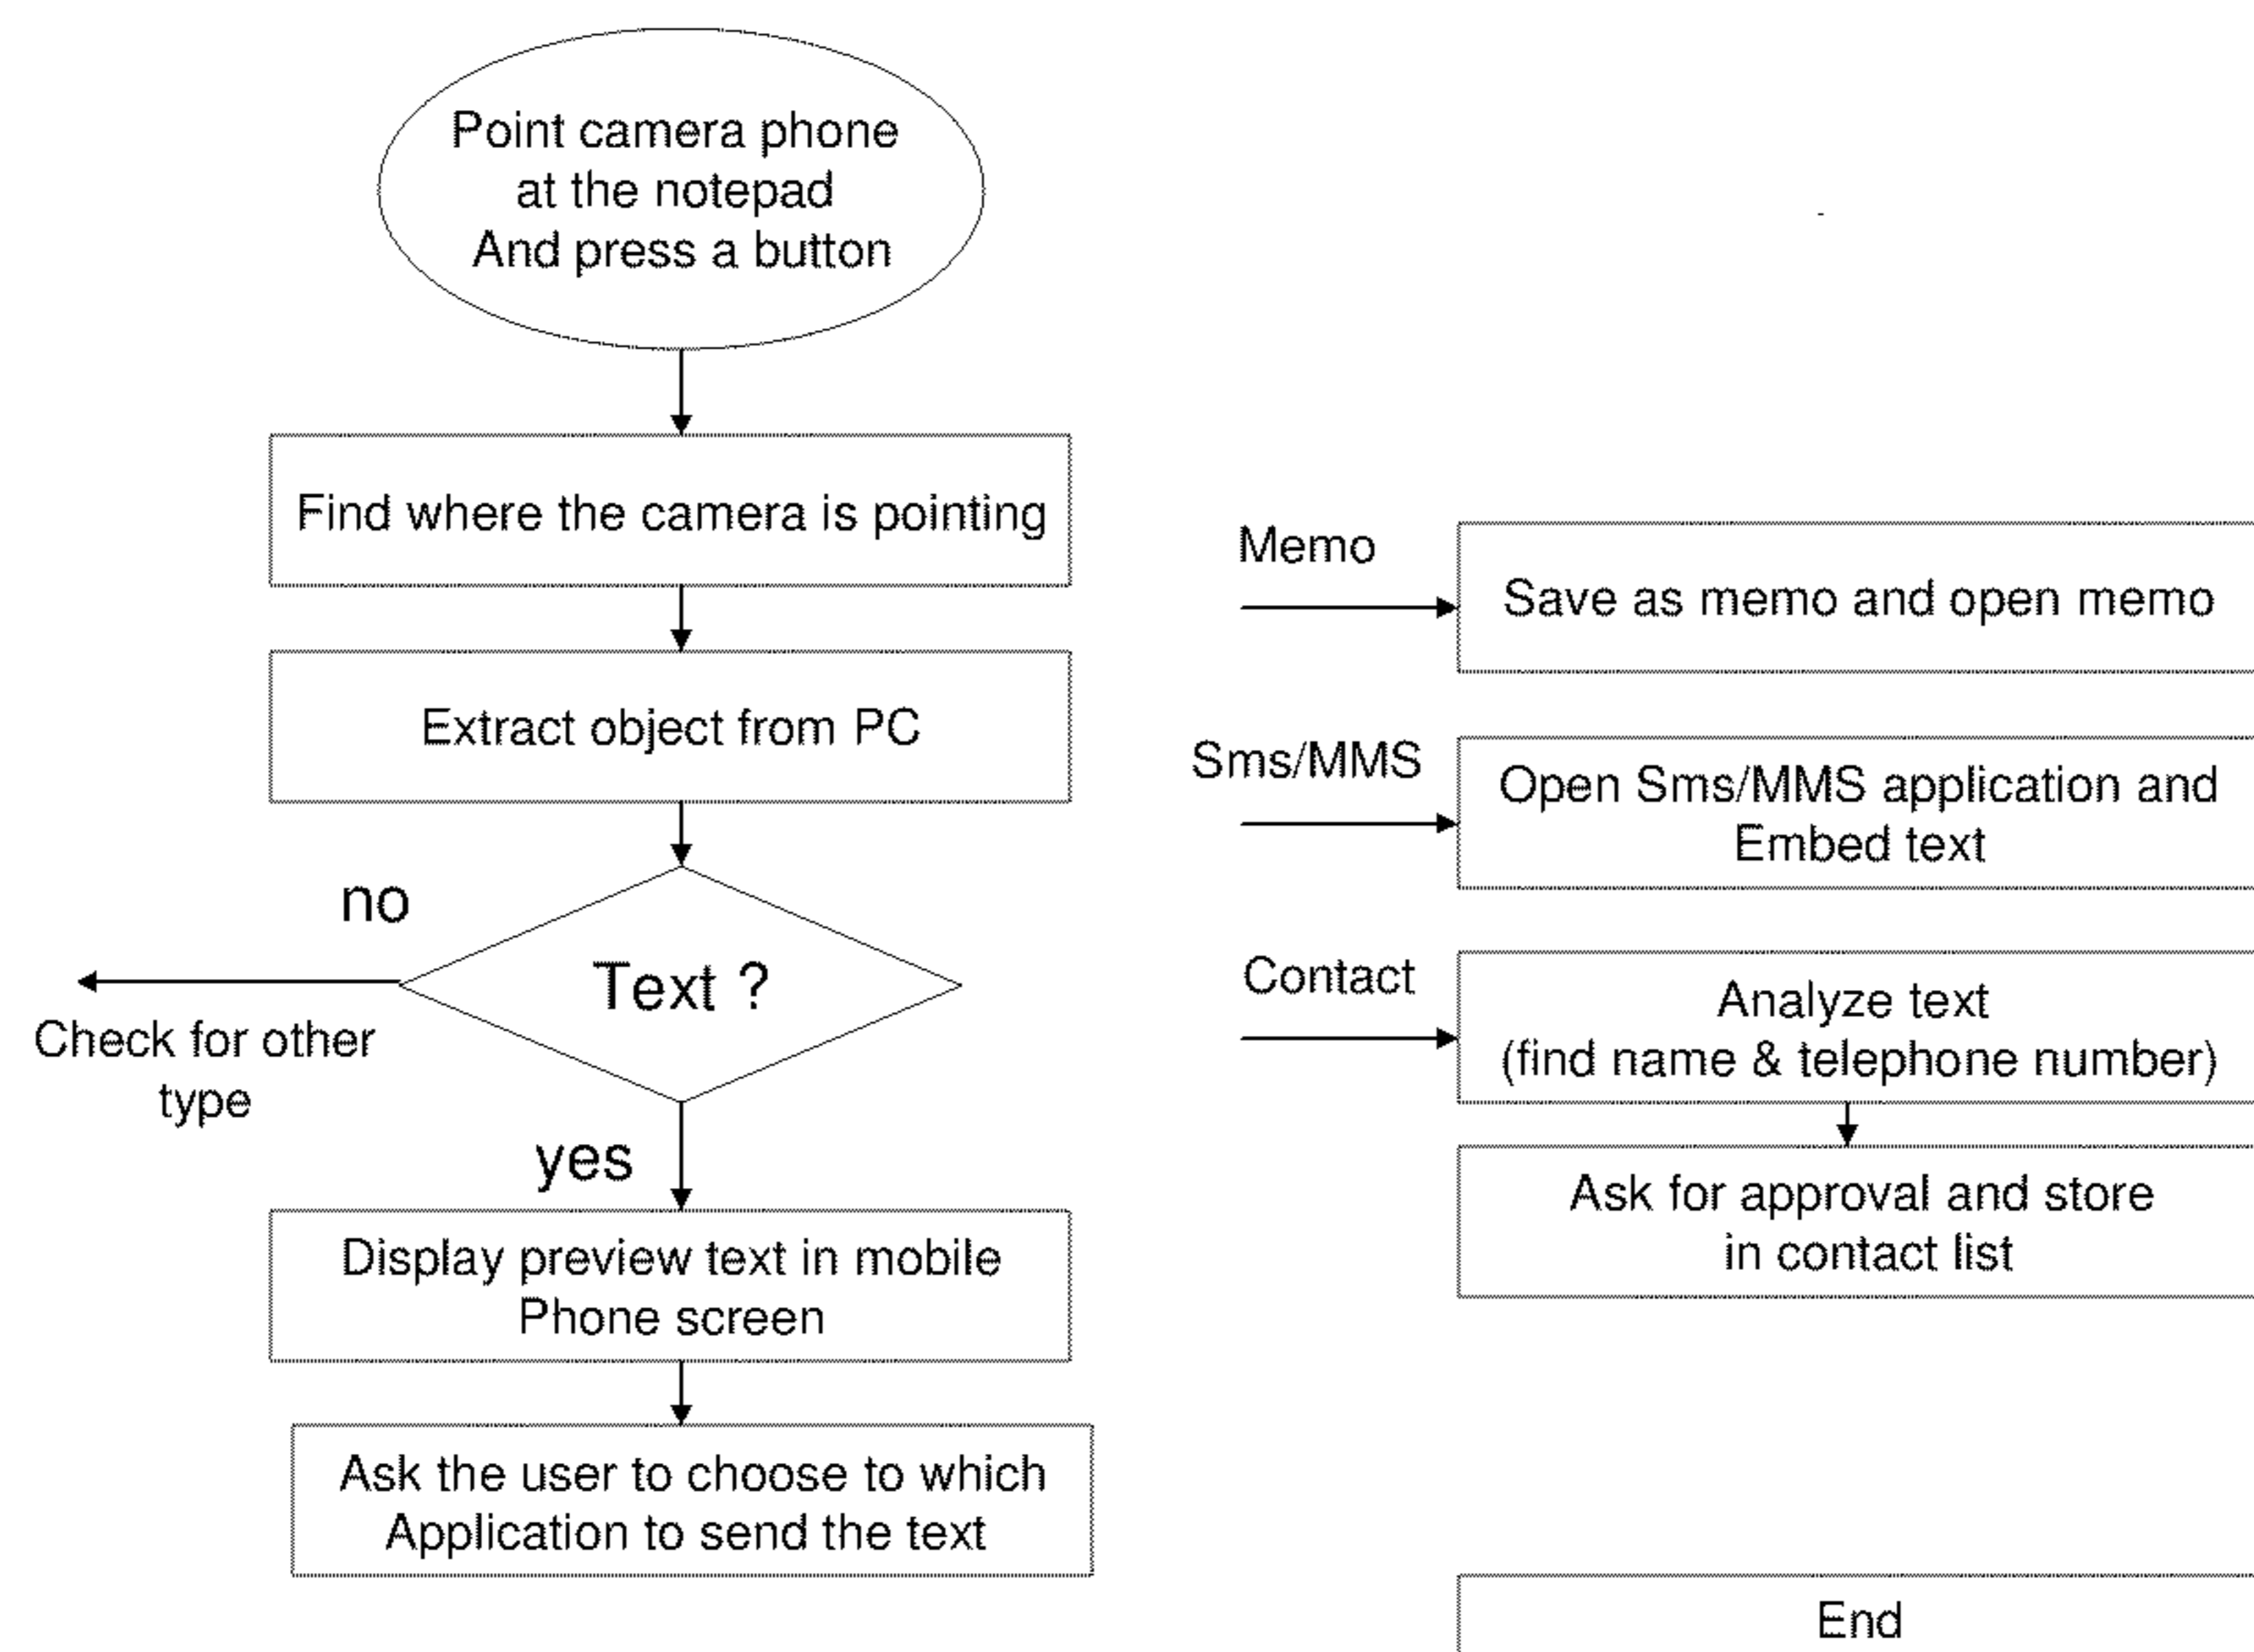 Point camera phone
at the notepad
And press a button
Find where the camera is pointing
Extract object from PC
no
Text ?
Check for other
type
yes
Display preview text in mobile
Phone screen
Ask the user to choose to which
Application to send the text
Memo
Save as memo and open memo
Sms/MMS
Open Sms/MMS application and
Embed text
Contact
Analyze text
(find name & telephone number)
Ask for approval and store
in contact list
End